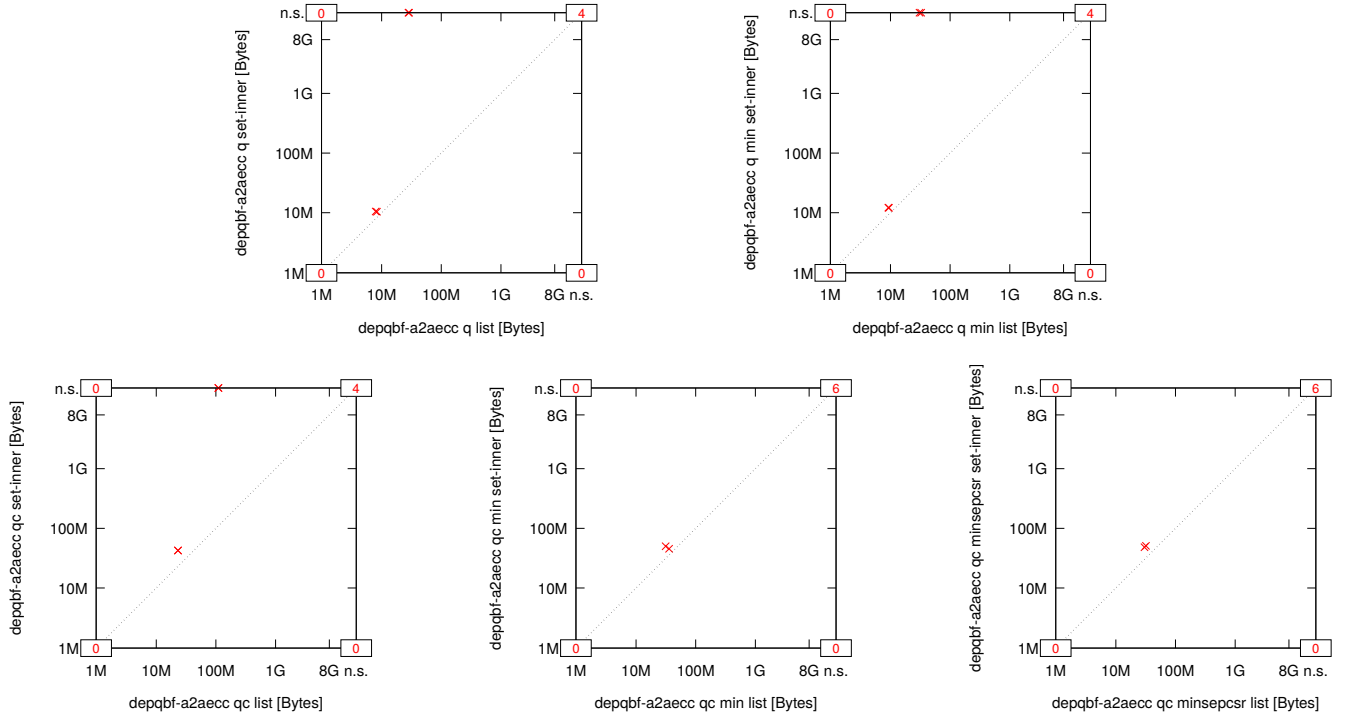 n.s. 0 4
8G
1G
100M
10M
1M 0 0
1M 10M 100M 1G 8G n.s.
depqbf-a2aecc q set-inner [Bytes]
depqbf-a2aecc q list [Bytes]
n.s. 0 4
8G
1G
100M
10M
1M 0 0
1M 10M 100M 1G 8G n.s.
depqbf-a2aecc q min set-inner [Bytes]
depqbf-a2aecc q min list [Bytes]
n.s. 0 4
8G
1G
100M
10M
1M 0 0
1M 10M 100M 1G 8G n.s.
depqbf-a2aecc qc set-inner [Bytes]
depqbf-a2aecc qc list [Bytes]
n.s. 0 6
8G
1G
100M
10M
1M 0 0
1M 10M 100M 1G 8G n.s.
depqbf-a2aecc qc min set-inner [Bytes]
depqbf-a2aecc qc min list [Bytes]
n.s. 0 6
8G
1G
100M
10M
1M 0 0
1M 10M 100M 1G 8G n.s.
depqbf-a2aecc qc minsepcsr set-inner [Bytes]
depqbf-a2aecc qc minsepcsr list [Bytes]